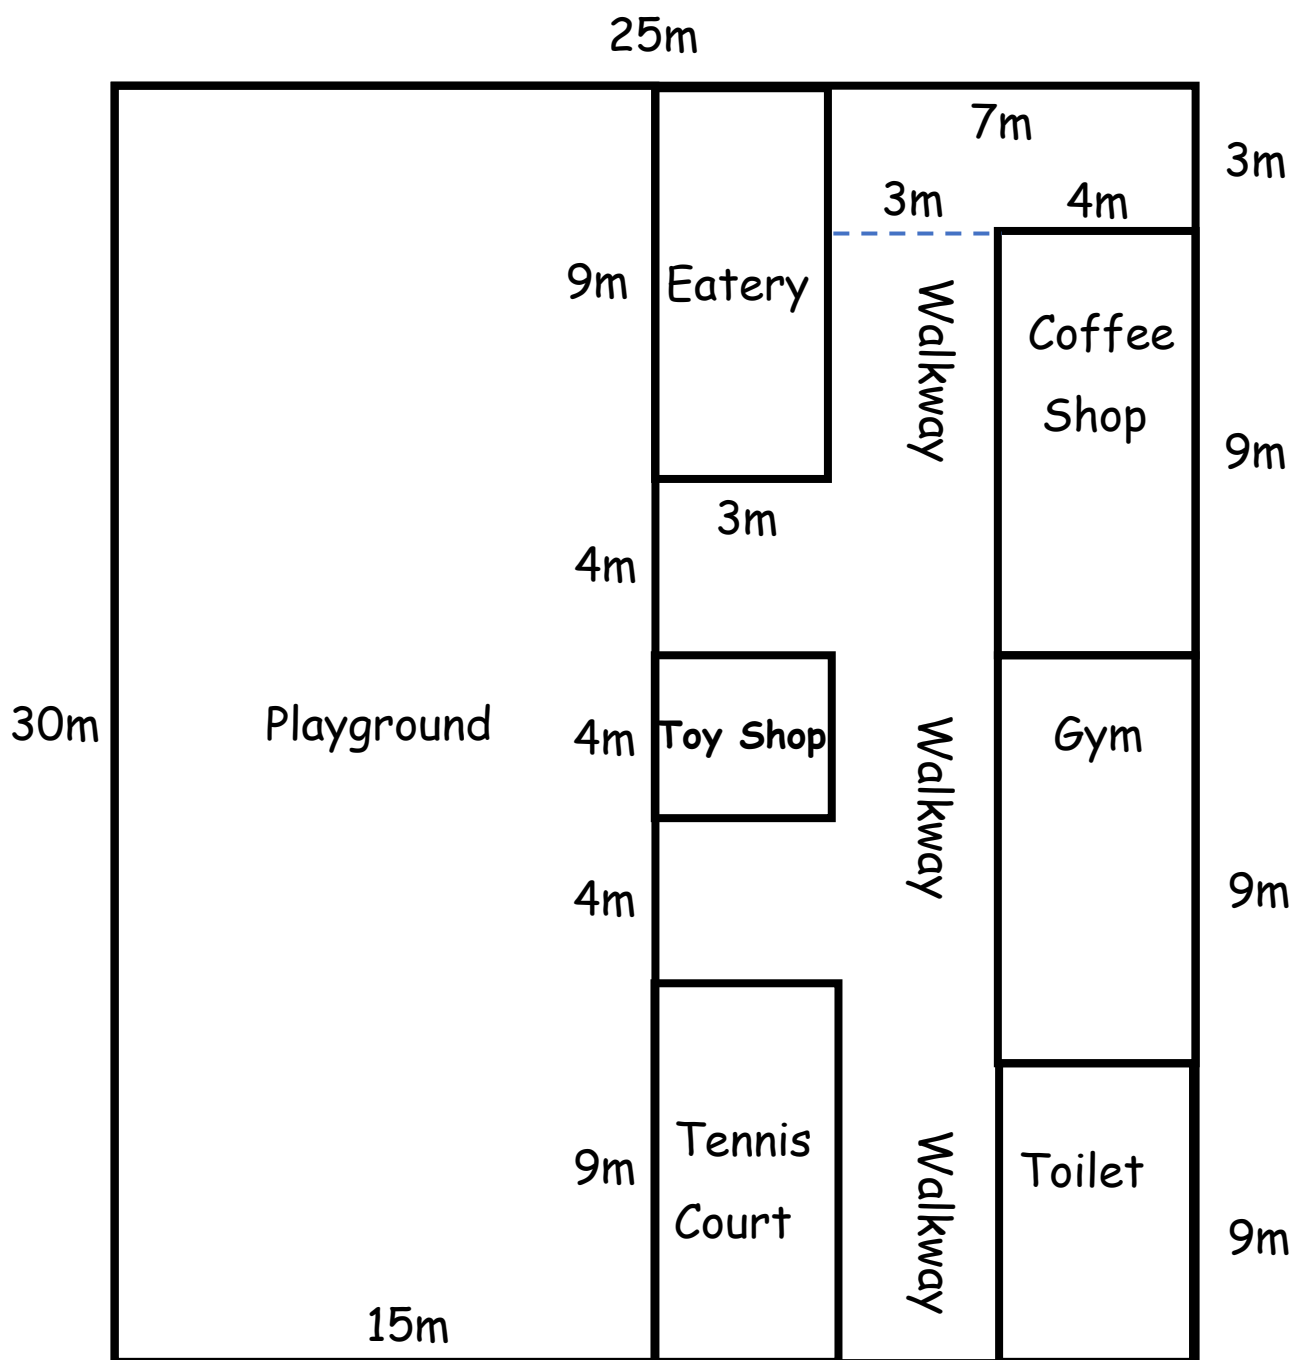 25m
7m
3m
3m
4m
9m
Eatery
Walkway
Coffee
Shop
9m
3m
4m
30m
Playground
4m
Toy Shop
Walkway
Gym
4m
9m
Tennis
Court
9m
Walkway
Toilet
9m
15m